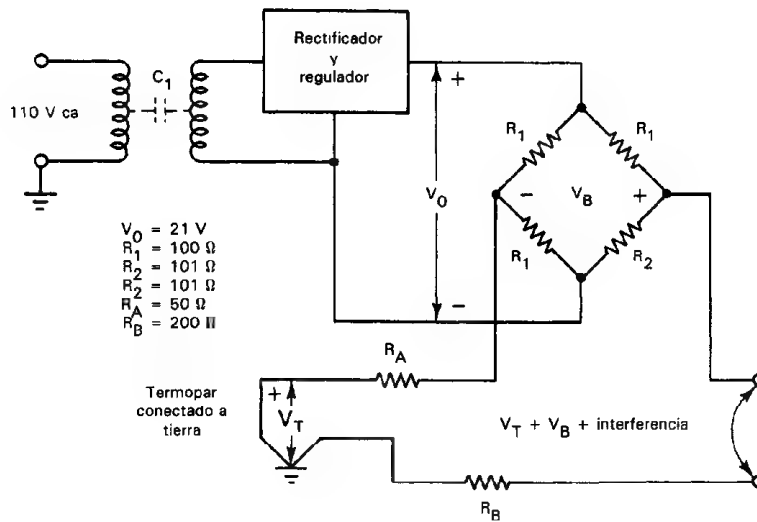 Rectificador
y
regulador
C1
110 V ca
+
R1
R1
V0
-
VB
+
R1
R2
-
V0 = 21 V
R1 = 100 Ω
R2 = 101 Ω
R2 = 101 Ω
RA = 50 Ω
RB = 200 Ш
RA
Termopar
conectado a
tierra
+
VT
VT + VB + interferencia
RB